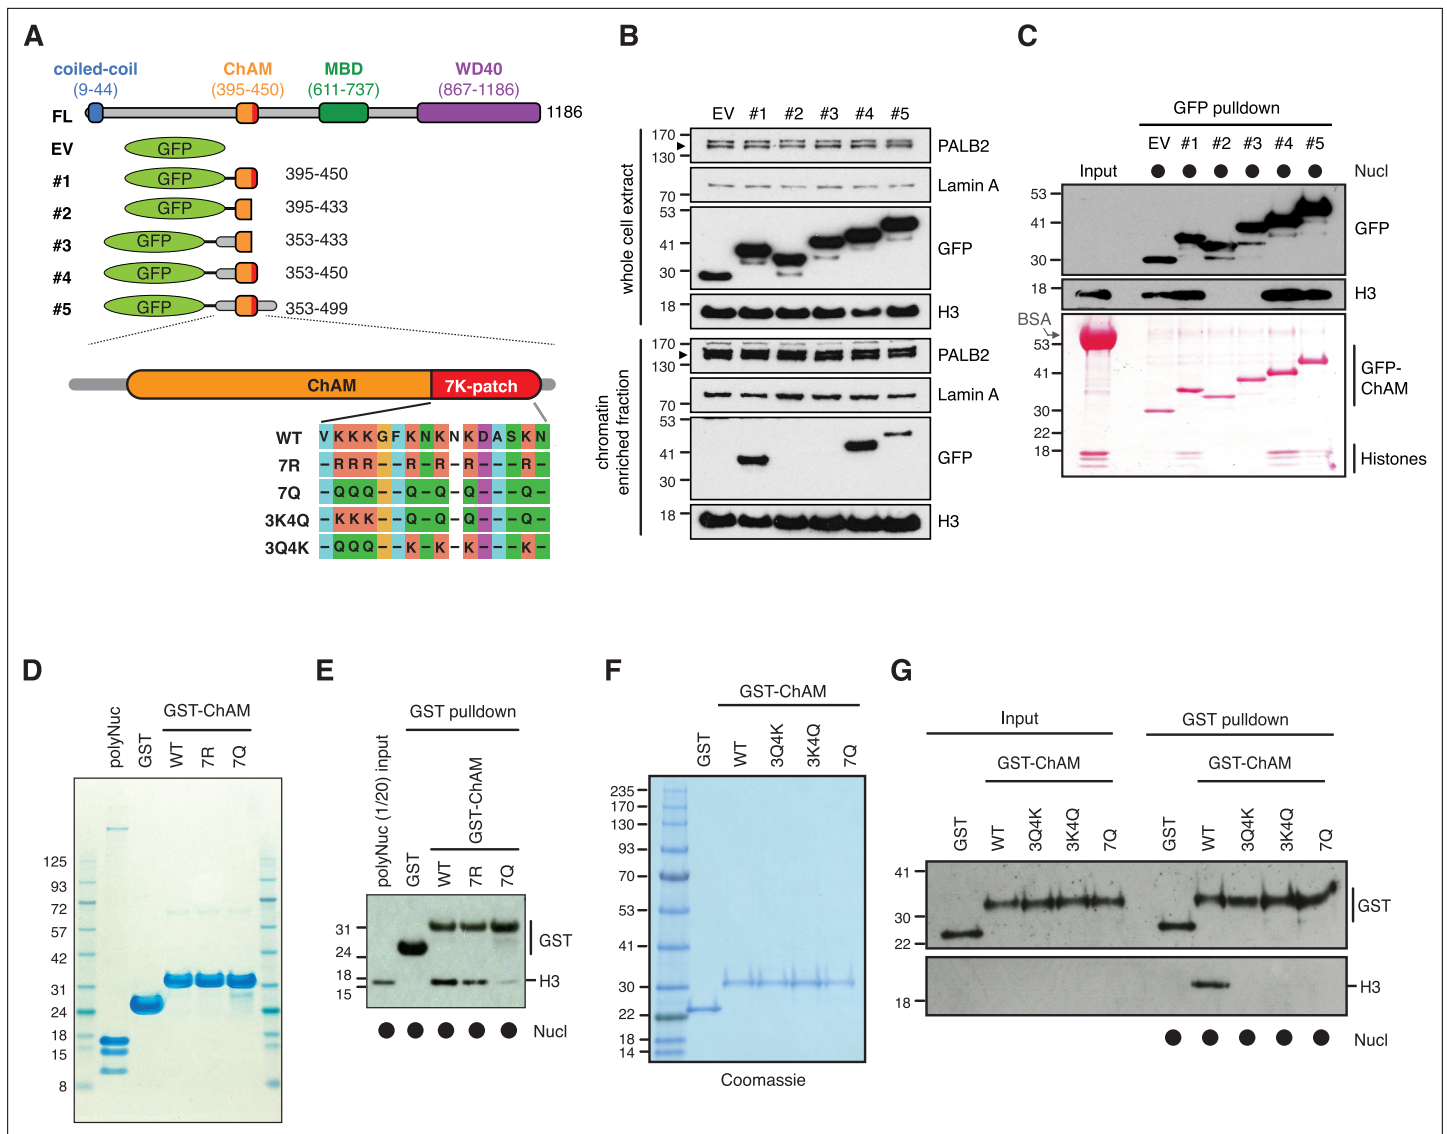 A
coiled-coil
(9-44)
ChAM
(395-450)
MBD
(611-737)
WD40
(867-1186)
FL
1186
EV
GFP
#1
GFP
395-450
#2
GFP
395-433
#3
GFP
353-433
#4
GFP
353-450
#5
GFP
353-499
ChAM
7K-patch
WT
V K K K G F K N K N K D A S K N
7R
– R R R – – R – R – R – – – R –
7Q
– Q Q Q – – Q – Q – Q – – – Q –
3K4Q
– K K K – – Q – Q – Q – – – Q –
3Q4K
– Q Q Q – – K – K – K – – – K –
B
EV #1 #2 #3 #4 #5
whole cell extract
170
130
PALB2
70
Lamin A
53
41
30
GFP
18
H3
chromatin
enriched fraction
170
130
PALB2
70
Lamin A
53
41
30
GFP
18
H3
C
GFP pulldown
EV #1 #2 #3 #4 #5
Input
Nucl
53
41
30
GFP
18
H3
BSA
53
41
30
22
18
GFP-
ChAM
Histones
D
polyNuc
GST
GST-ChAM
WT
7R
7Q
125
93
72
57
42
31
24
18
15
8
E
GST pulldown
polyNuc (1/20) input
GST
GST-ChAM
WT
7R
7Q
31
24
18
15
GST
H3
Nucl
F
GST-ChAM
GST
WT
3Q4K
3K4Q
7Q
235
170
130
93
70
53
41
30
22
18
14
Coomassie
G
Input
GST pulldown
GST-ChAM
GST-ChAM
GST
WT
3Q4K
3K4Q
7Q
GST
WT
3Q4K
3K4Q
7Q
41
30
22
GST
18
H3
Nucl